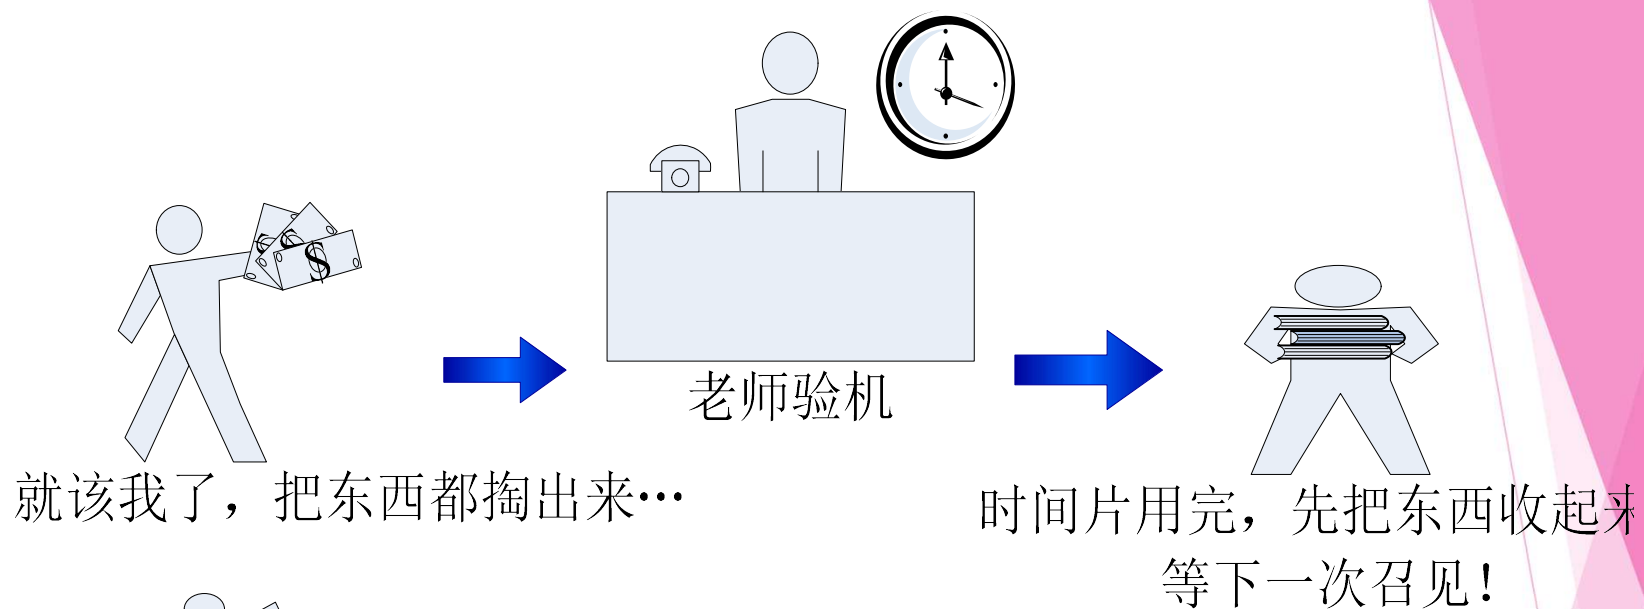 老师验机
就该我了，把东西都掏出来…
时间片用完，先把东西收起来
等下一次召见！